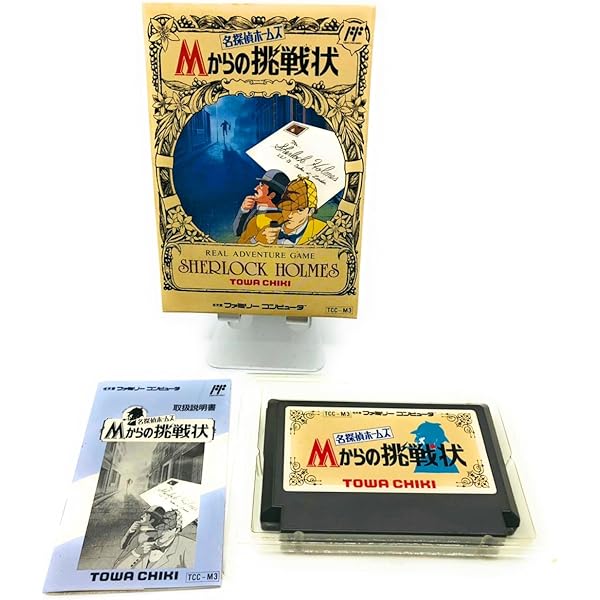 FF
名探偵ホームズ
Mからの挑戦状
To
Sherlock Holmes
REAL ADVENTURE GAME
SHERLOCK HOLMES
TOWA CHIKI
ファミリー コンピュータ
TCC-M3
ファミリー コンピュータ
FF
取扱説明書
名探偵ホームズ
Mからの挑戦状
TOWA CHIKI
TCC-M3
TCC-M3
ファミリー コンピュータ
名探偵ホームズ
Mからの挑戦状
TOWA CHIKI